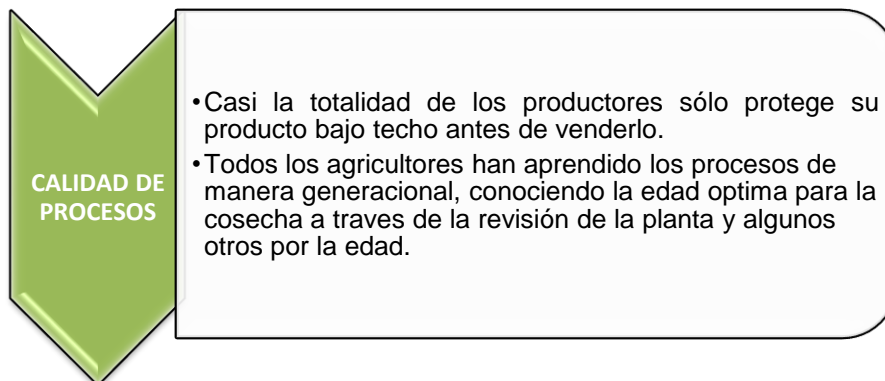 CALIDAD DE
PROCESOS
•Casi la totalidad de los productores sólo protege su
producto bajo techo antes de venderlo.
•Todos los agricultores han aprendido los procesos de
manera generacional, conociendo la edad optima para la
cosecha a traves de la revisión de la planta y algunos
otros por la edad.